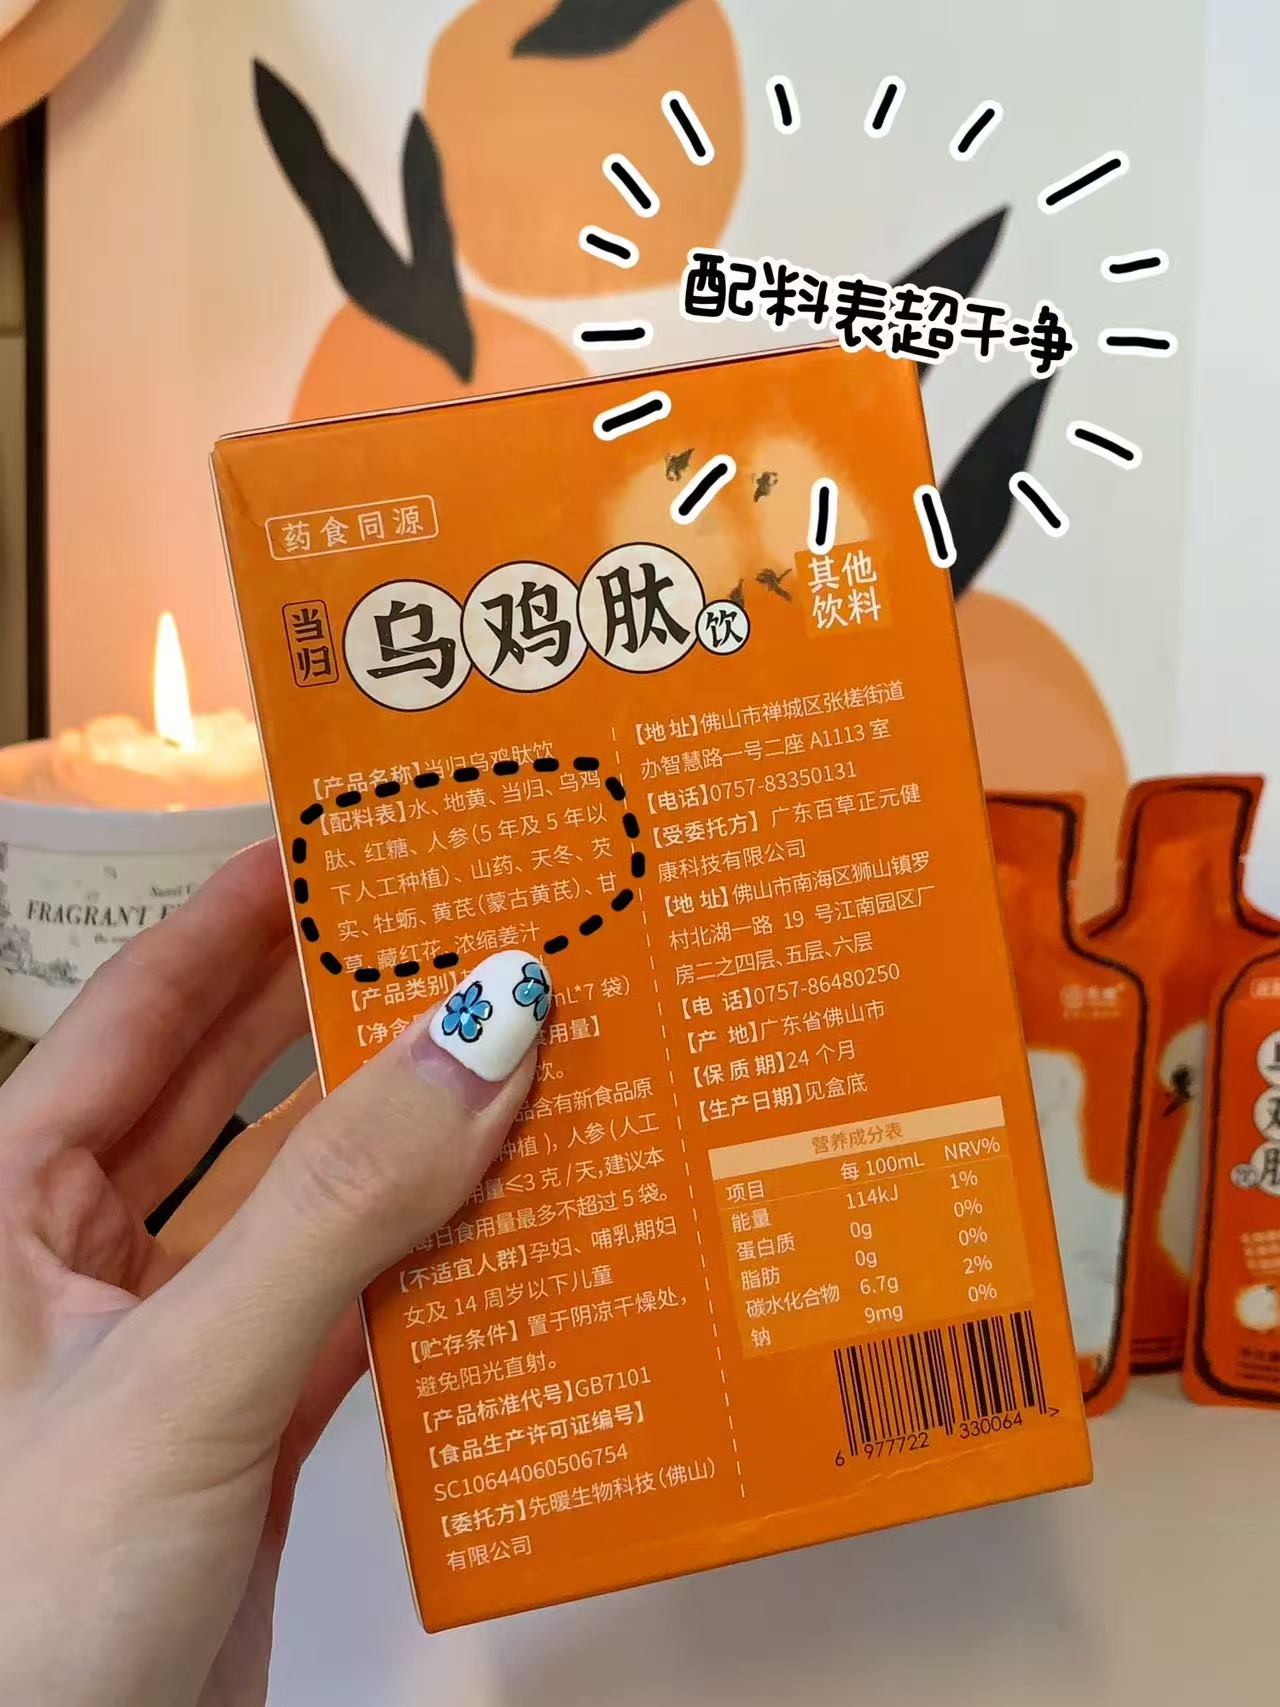 配料表超干净
药食同源
当归
乌鸡肽饮
其他
饮料
【产品名称】当归乌鸡肽饮
【配料表】水、地黄、当归、乌鸡
肽、红糖、人参(5年及5年以
下人工种植)、山药、天冬、芡
实、牡蛎、黄芪(蒙古黄芪)、甘
草、藏红花、浓缩姜汁
【产品类别】
【净含
mL*7袋)
食用量】
饮。
品含有新食品原
种植),人参(人工
用量≤3克/天,建议本
每日食用量最多不超过5袋。
【不适宜人群】孕妇、哺乳期妇
女及14周岁以下儿童
【贮存条件】置于阴凉干燥处,
避免阳光直射。
【产品标准代号】GB7101
【食品生产许可证编号】
SC10644060506754
【委托方】先暖生物科技(佛山)
有限公司
【地 址】佛山市禅城区张槎街道
办智慧路一号二座A1113室
【电话】0757-83350131
【受委托方】广东百草正元健
康科技有限公司
【地 址】佛山市南海区狮山镇罗
村北湖一路 19 号江南园区厂
房二之四层、五层、六层
【电 话】0757-86480250
【产 地】广东省佛山市
【保 质 期】24个月
【生产日期】见盒底
营养成分表
项目 每100mL NRV%
能量 114kJ 1%
蛋白质 0g 0%
脂肪 0g 0%
碳水化合物 6.7g 2%
钠 9mg 0%
6 977722 330064 >
FRAGRANT